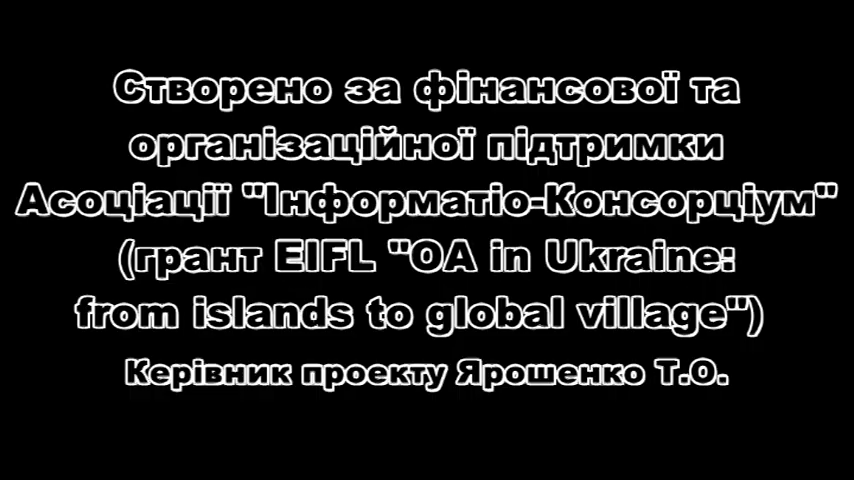 Створено за фінансової та
організаційної підтримки
Асоціації "Інформатіо-Консорціум"
(грант EIFL "OA in Ukraine:
from islands to global village")
Керівник проекту Ярошенко Т.О.